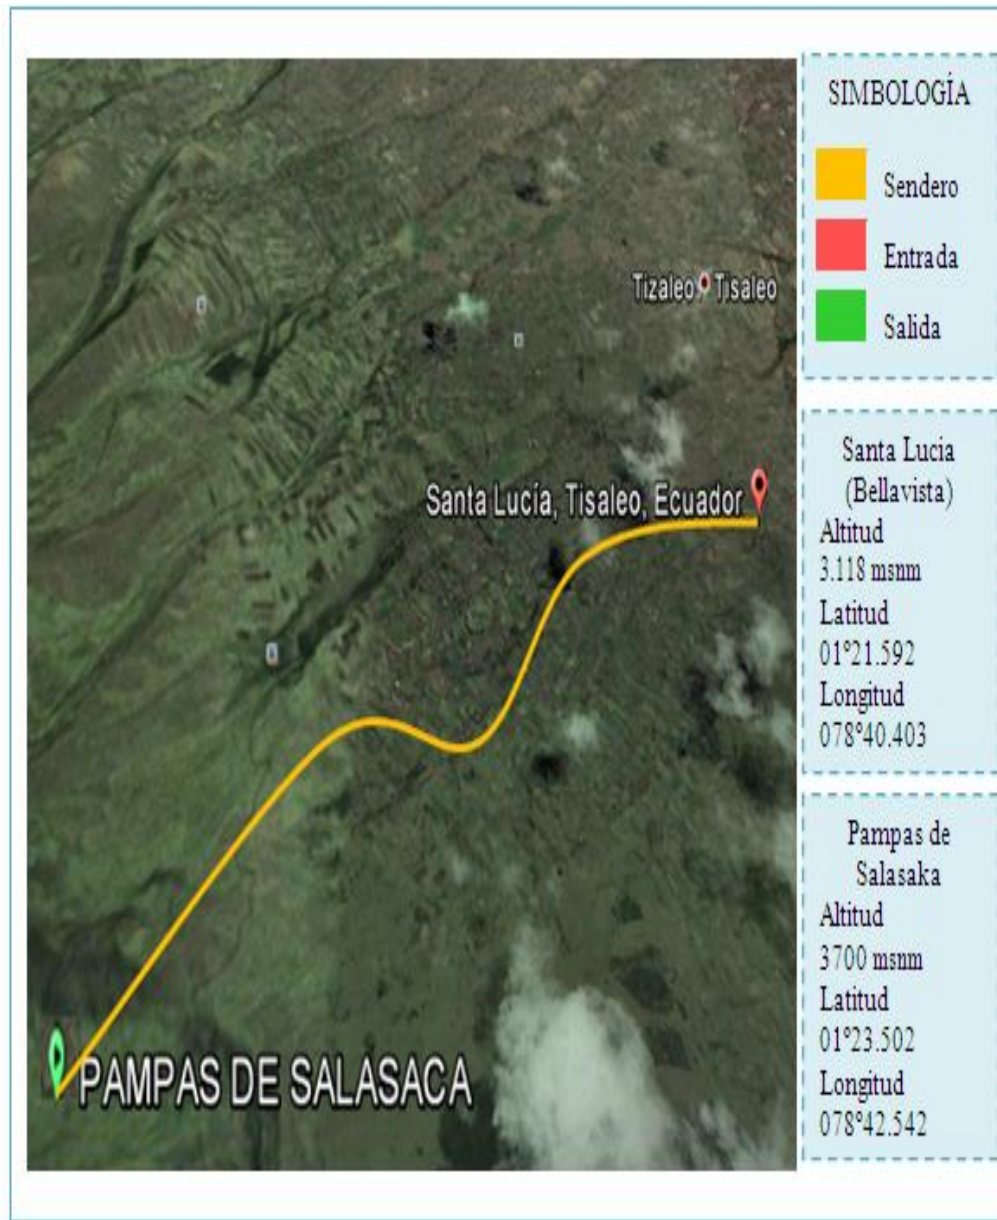 Tizaleo Tisaleo
Santa Lucía, Tisaleo, Ecuador
PAMPAS DE SALASACA
SIMBOLOGÍA
Sendero
Entrada
Salida
Santa Lucia
(Bellavista)
Altitud
3.118 msnm
Latitud
01°21.592
Longitud
078°40.403
Pampas de
Salasaka
Altitud
3700 msnm
Latitud
01°23.502
Longitud
078°42.542